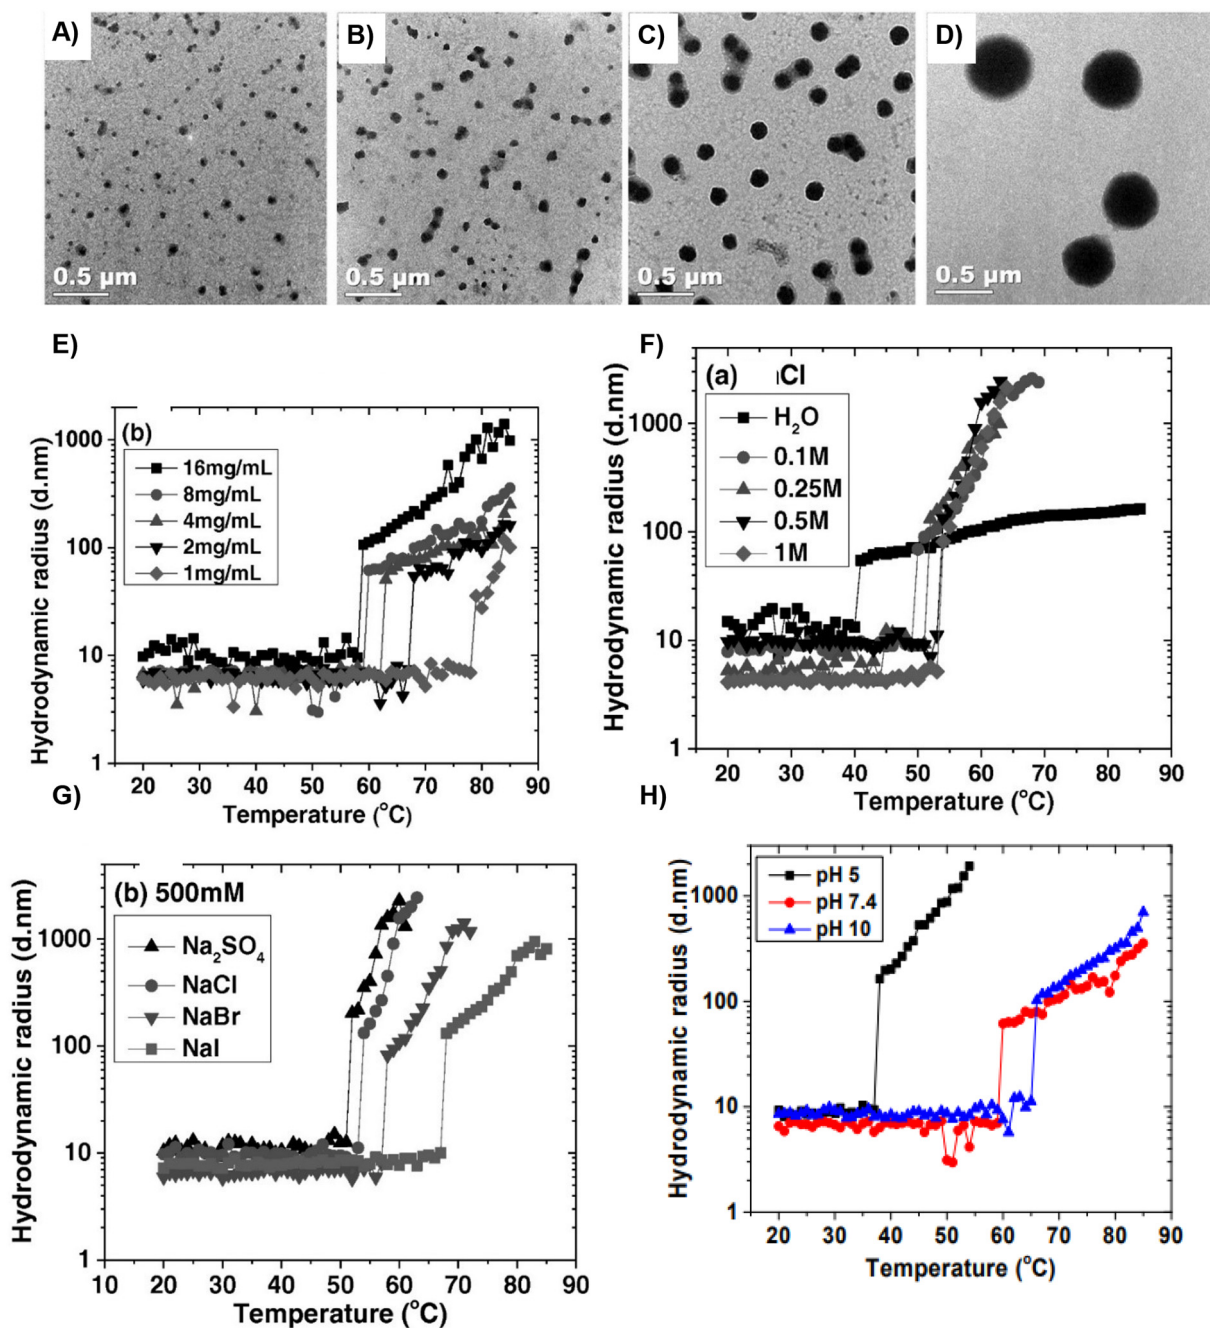 A)
B)
C)
D)
0.5 µm
0.5 µm
0.5 µm
0.5 µm
E)
(b)
16mg/mL
8mg/mL
4mg/mL
2mg/mL
1mg/mL
Hydrodynamic radius (d.nm)
1000
100
10
1
20 30 40 50 60 70 80 90
Temperature (°C)
F)
(a) Cl
H₂O
0.1M
0.25M
0.5M
1M
Hydrodynamic radius (d.nm)
1000
100
10
1
20 30 40 50 60 70 80 90
Temperature (°C)
G)
(b) 500mM
Na₂SO₄
NaCl
NaBr
NaI
Hydrodynamic radius (d.nm)
1000
100
10
1
10 20 30 40 50 60 70 80 90
Temperature (°C)
H)
pH 5
pH 7.4
pH 10
Hydrodynamic radius (d.nm)
1000
100
10
1
20 30 40 50 60 70 80 90
Temperature (°C)